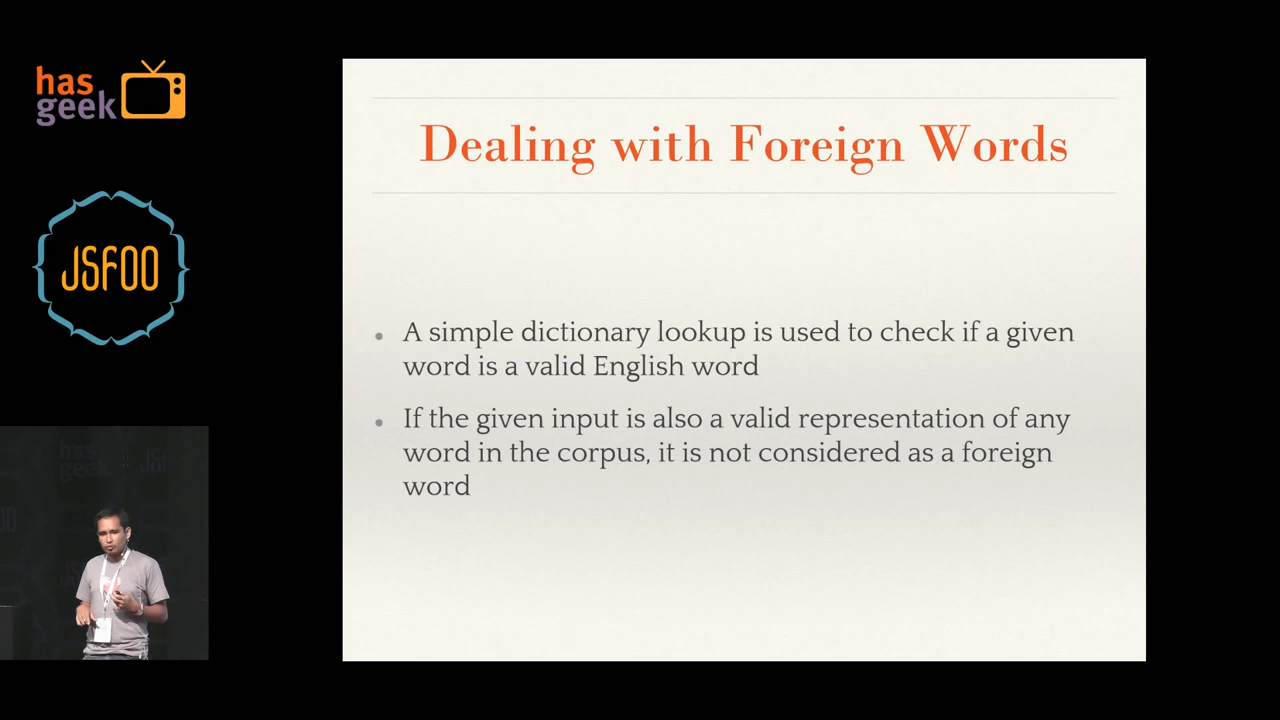 has
geek
JSFOO
Dealing with Foreign Words
A simple dictionary lookup is used to check if a given
word is a valid English word
If the given input is also a valid representation of any
word in the corpus, it is not considered as a foreign
word